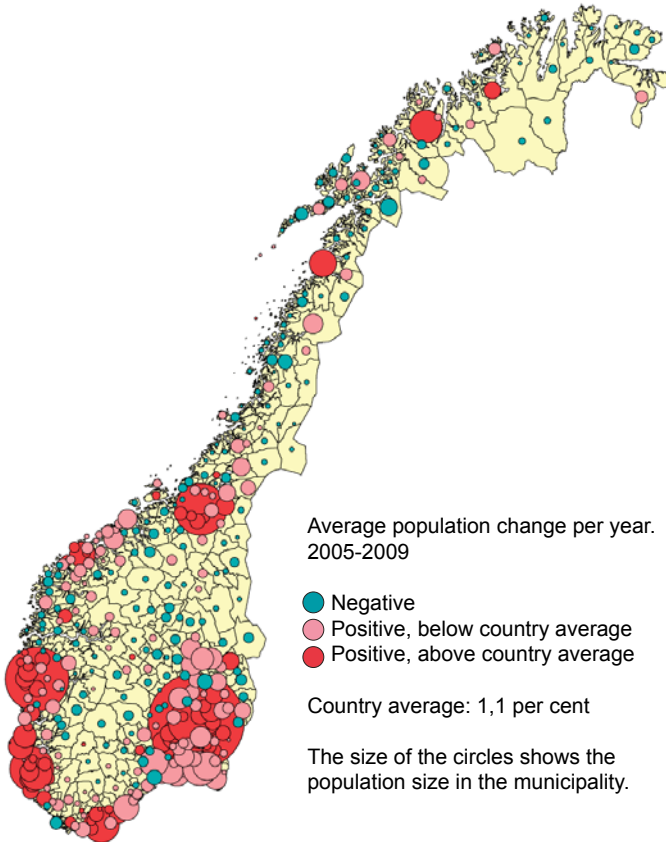 Average population change per year.
2005-2009
Negative
Positive, below country average
Positive, above country average
Country average: 1,1 per cent
The size of the circles shows the
population size in the municipality.